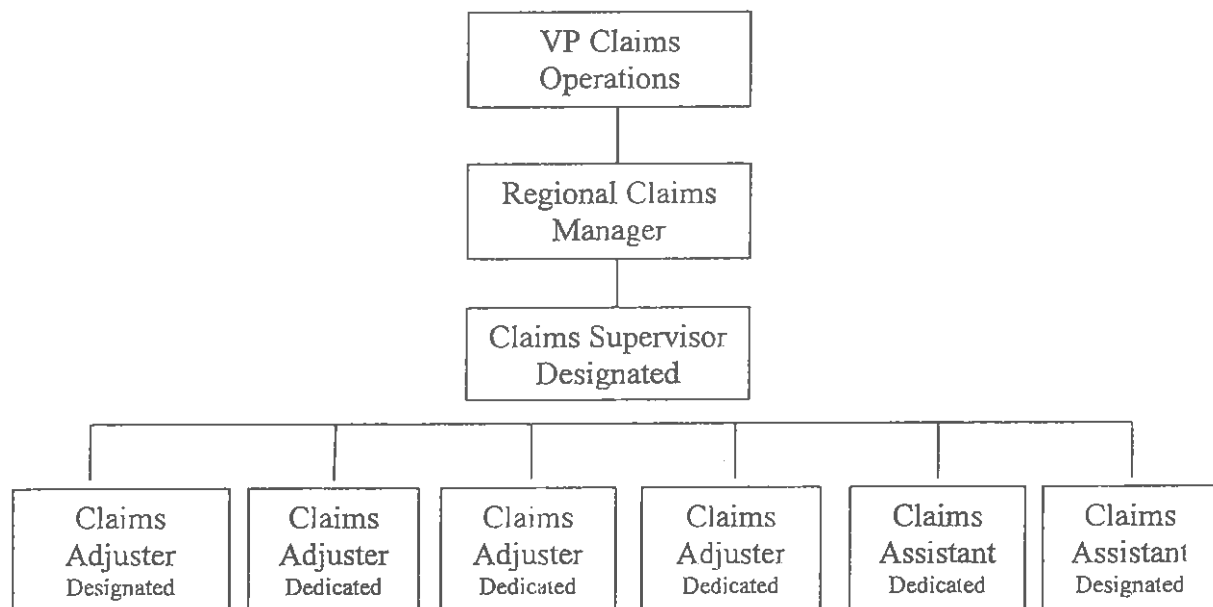 VP Claims
Operations
Regional Claims
Manager
Claims Supervisor
Designated
Claims
Adjuster
Designated
Claims
Adjuster
Dedicated
Claims
Adjuster
Dedicated
Claims
Adjuster
Dedicated
Claims
Assistant
Dedicated
Claims
Assistant
Designated